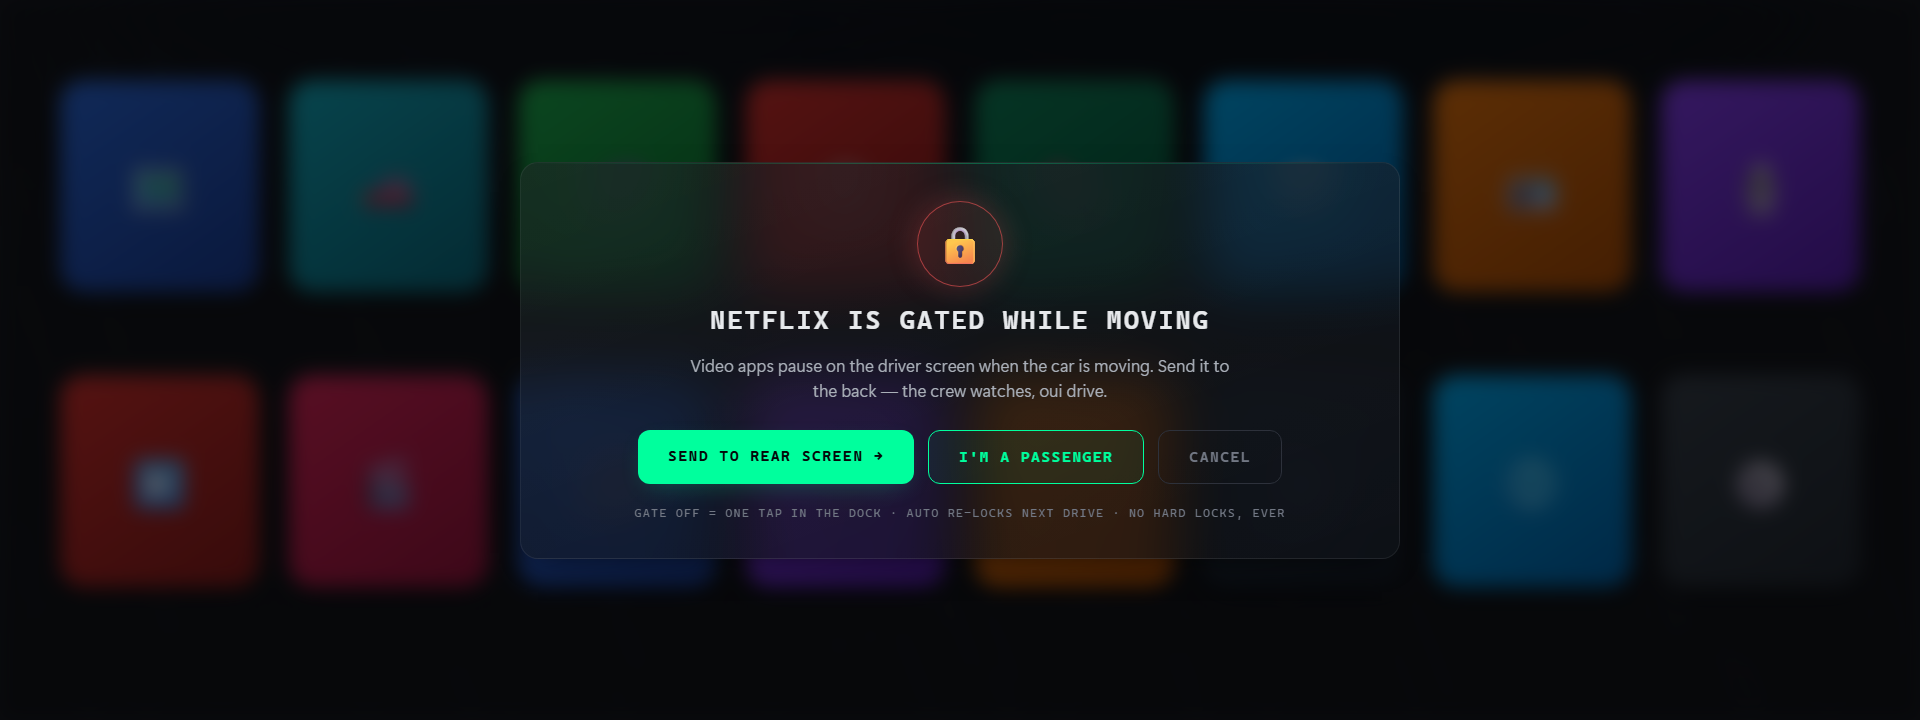 NETFLIX IS GATED WHILE MOVING
Video apps pause on the driver screen when the car is moving. Send it to
the back — the crew watches, oui drive.
SEND TO REAR SCREEN →
I'M A PASSENGER
CANCEL
GATE OFF = ONE TAP IN THE DOCK · AUTO RE-LOCKS NEXT DRIVE · NO HARD LOCKS, EVER